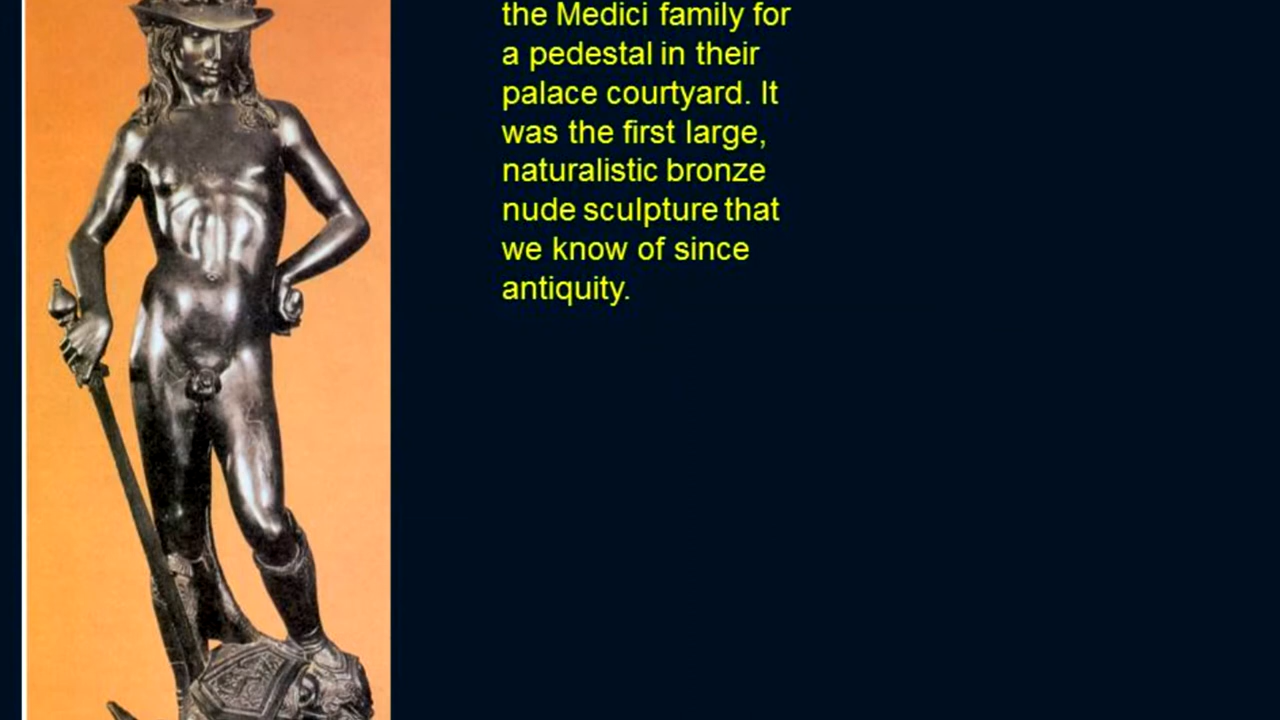 the Medici family for
a pedestal in their
palace courtyard. It
was the first large,
naturalistic bronze
nude sculpture that
we know of since
antiquity.